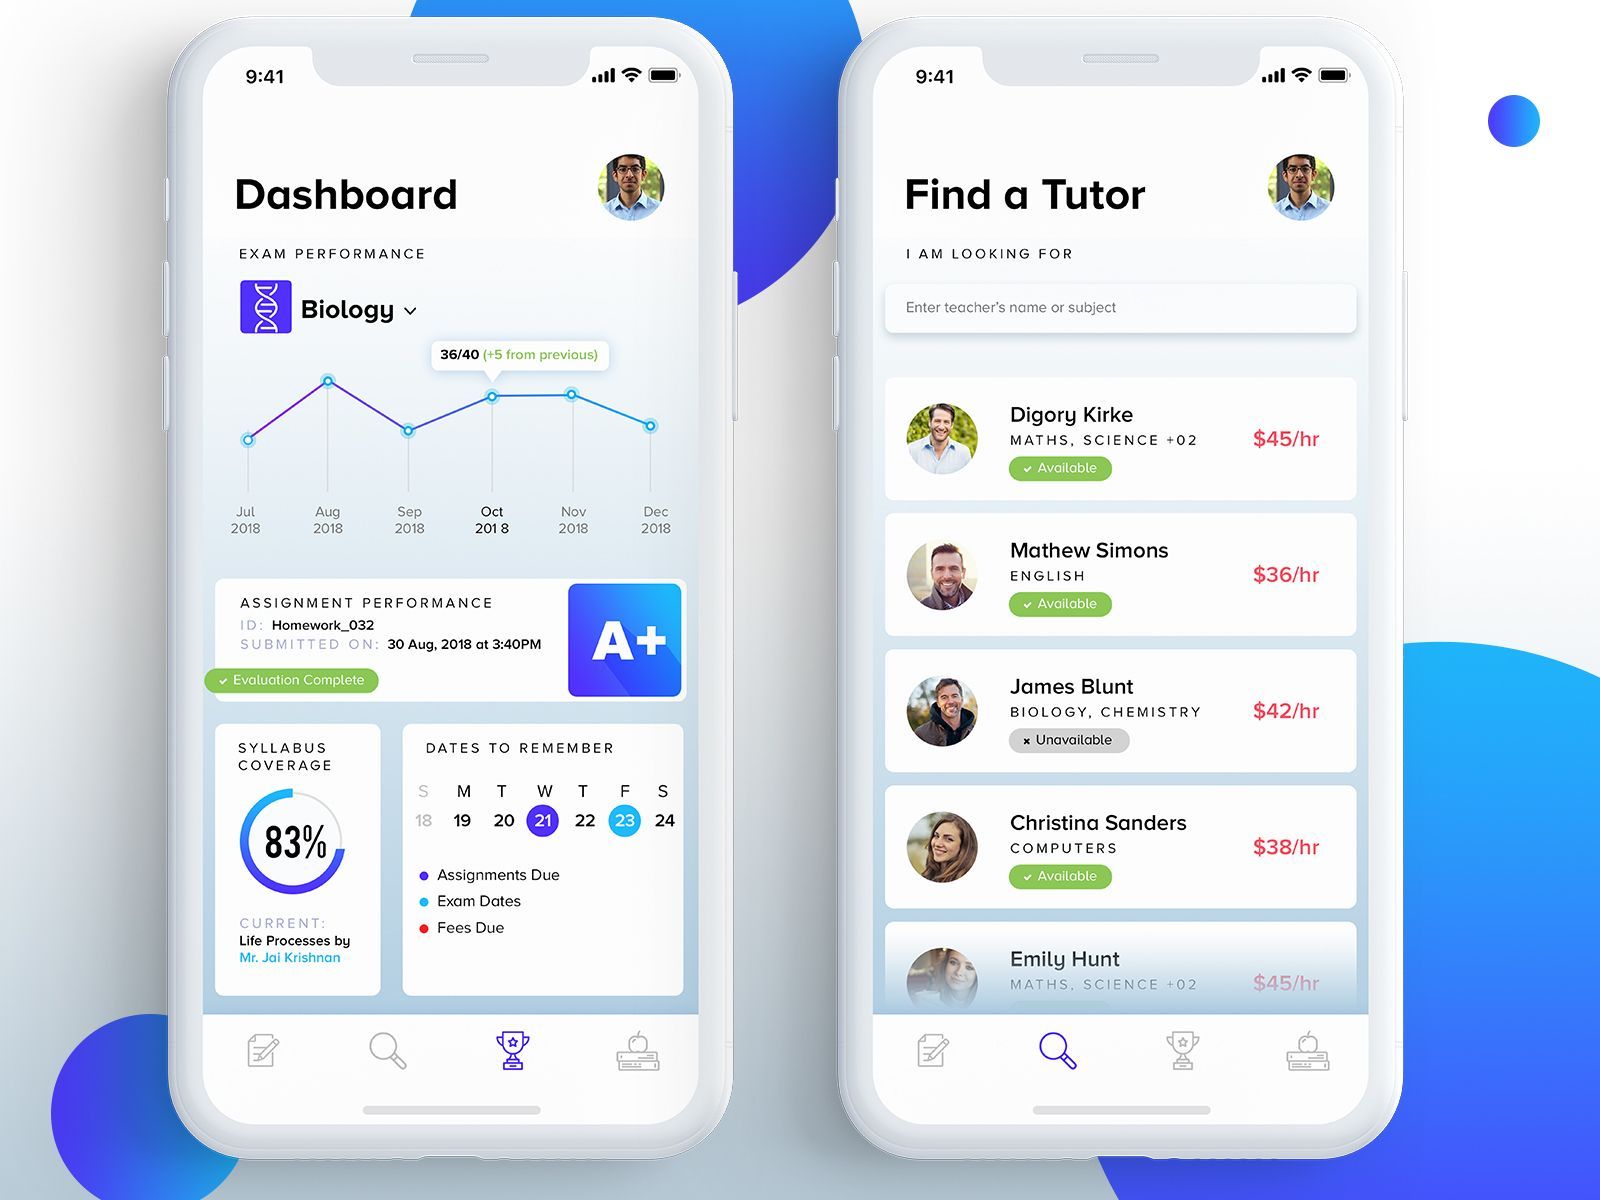 9:41
Dashboard
EXAM PERFORMANCE
Biology
36/40 (+5 from previous)
Jul Aug Sep Oct Nov Dec
2018 2018 2018 201 8 2018 2018
ASSIGNMENT PERFORMANCE
ID: Homework_032
SUBMITTED ON: 30 Aug, 2018 at 3:40PM
Evaluation Complete
A+
SYLLABUS
COVERAGE
83%
CURRENT:
Life Processes by
Mr. Jai Krishnan
DATES TO REMEMBER
S M T W T F S
18 19 20 21 22 23 24
Assignments Due
Exam Dates
Fees Due
9:41
Find a Tutor
I AM LOOKING FOR
Enter teacher's name or subject
Digory Kirke
MATHS, SCIENCE +02
Available
$45/hr
Mathew Simons
ENGLISH
Available
$36/hr
James Blunt
BIOLOGY, CHEMISTRY
Unavailable
$42/hr
Christina Sanders
COMPUTERS
Available
$38/hr
Emily Hunt
MATHS, SCIENCE +02
$45/hr